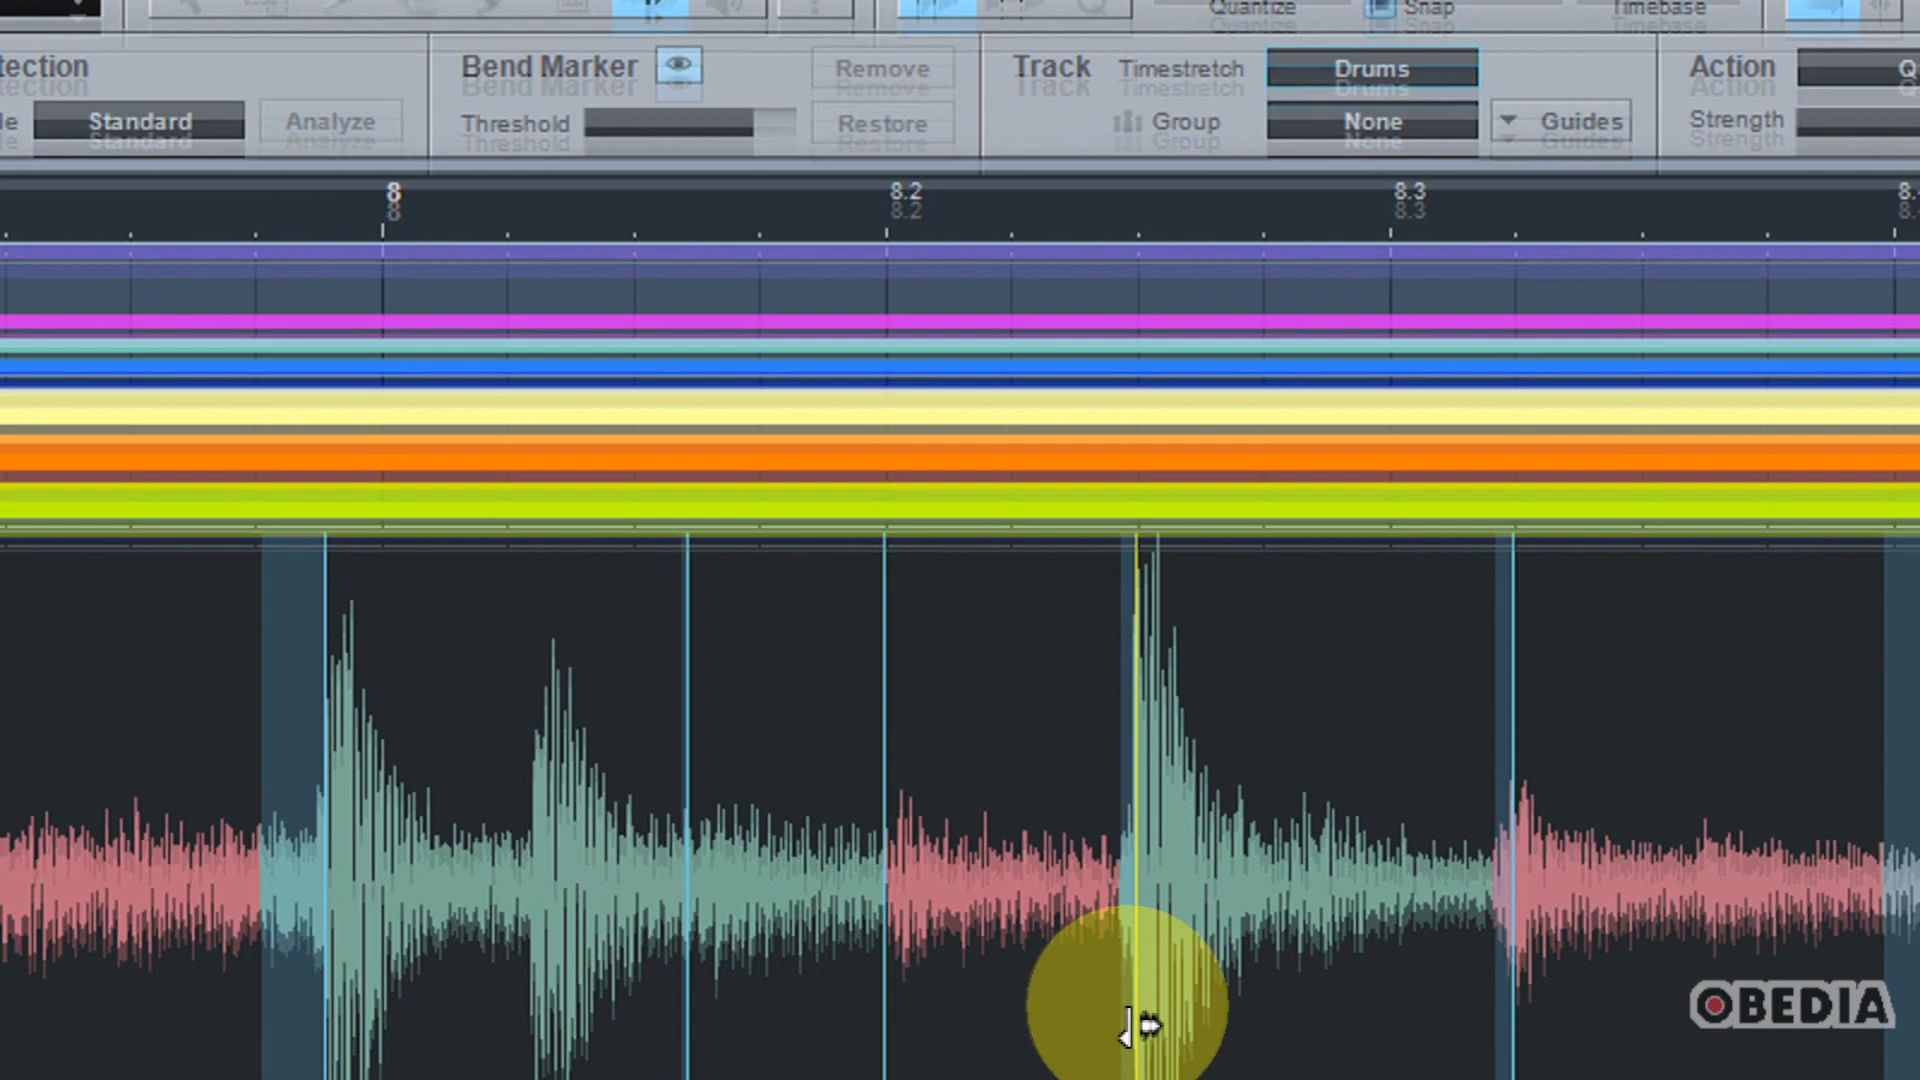 Quantize Snap Timebase
tection Bend Marker Remove Track Timestretch Drums Action Q
le Standard Analyze Threshold Restore Group None Guides Strength
8 8.2 8.3 8.
OBEDIA